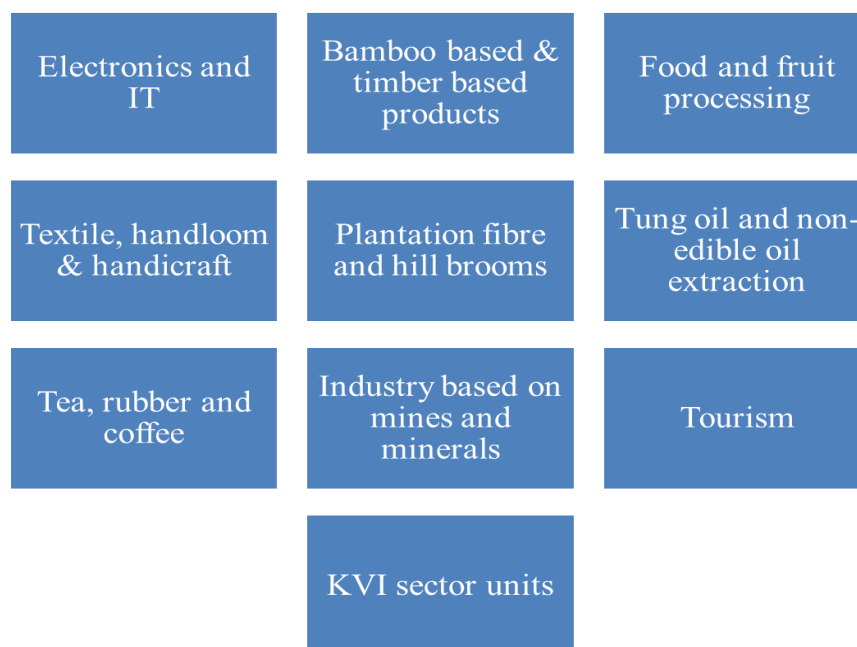 Electronics and
IT
Bamboo based &
timber based
products
Food and fruit
processing
Textile, handloom
& handicraft
Plantation fibre
and hill brooms
Tung oil and non-
edible oil
extraction
Tea, rubber and
coffee
Industry based on
mines and
minerals
Tourism
KVI sector units